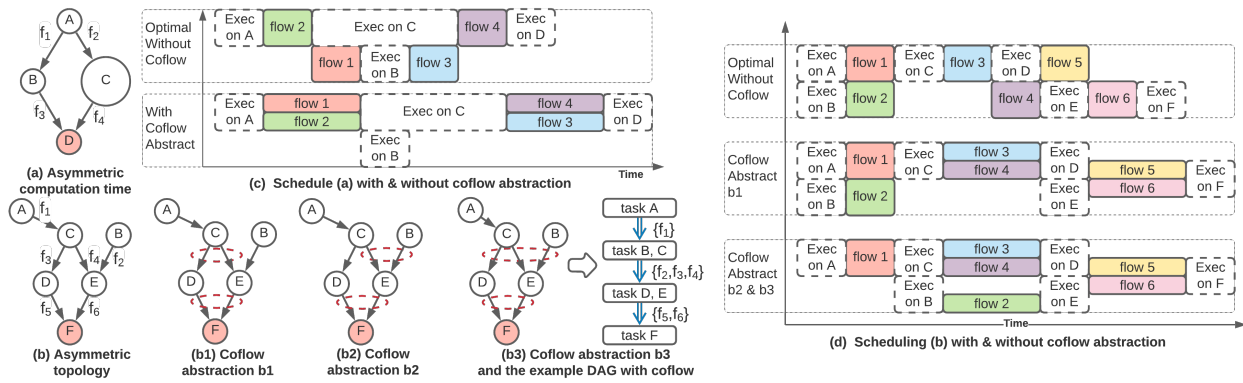 A
f1
f2
B
C
f3
f4
D
(a) Asymmetric
computation time
Optimal
Without
Coflow
Exec
on A
flow 2
Exec on C
flow 4
Exec
on D
flow 1
Exec
on B
flow 3
With
Coflow
Abstract
Exec
on A
flow 1
flow 2
Exec on C
flow 4
flow 3
Exec
on D
Exec
on B
Time
(c) Schedule (a) with & without coflow abstraction
A
f1
C
B
f3
f4
f2
D
E
f5
f6
F
(b) Asymmetric
topology
A
C
B
D
E
F
(b1) Coflow
abstraction b1
A
C
B
D
E
F
(b2) Coflow
abstraction b2
A
C
B
D
E
F
task A
{f1}
task B, C
{f2,f3,f4}
task D, E
{f5,f6}
task F
(b3) Coflow abstraction b3
and the example DAG with coflow
Optimal
Without
Coflow
Exec
on A
flow 1
Exec
on C
flow 3
Exec
on D
flow 5
Exec
on B
flow 2
flow 4
Exec
on E
flow 6
Exec
on F
Coflow
Abstract
b1
Exec
on A
flow 1
Exec
on C
flow 3
flow 4
Exec
on D
flow 5
flow 6
Exec
on F
Exec
on B
flow 2
Exec
on E
Coflow
Abstract
b2 & b3
Exec
on A
flow 1
Exec
on C
flow 3
flow 4
Exec
on D
flow 5
flow 6
Exec
on F
Exec
on B
flow 2
Exec
on E
Time
(d) Scheduling (b) with & without coflow abstraction